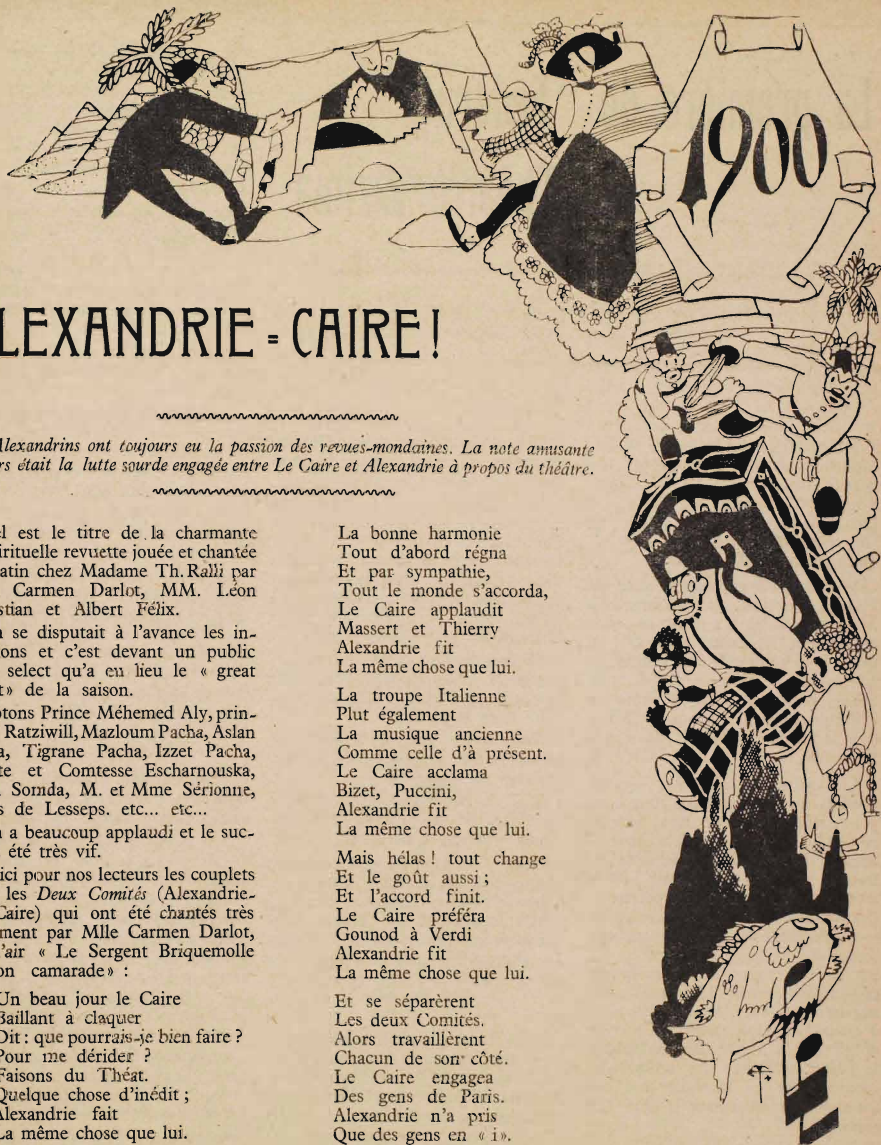 1900
LEXANDRIE = CAIRE!
Alexandrins ont toujours eu la passion des revues-mondaines. La note amusante
rs était la lutte sourde engagée entre Le Caire et Alexandrie à propos du théâtre.
el est le titre de la charmante
irituelle revuette jouée et chantée
atin chez Madame Th. Ralli par
Carmen Darlot, MM. Léon
stian et Albert Félix.
n se disputait à l'avance les in-
ons et c'est devant un public
select qu'a eu lieu le « great
t» de la saison.
otons Prince Méhemed Aly, prin-
Ratziwill, Mazloum Pacha, Aslan
a, Tigrane Pacha, Izzet Pacha,
te et Comtesse Escharnouska,
Somda, M. et Mme Sérionne,
s de Lesseps. etc... etc...
n a beaucoup applaudi et le suc-
été très vif.
ici pour nos lecteurs les couplets
les Deux Comités (Alexandrie-
Caire) qui ont été chantés très
ment par Mlle Carmen Darlot,
'air « Le Sergent Briquemolle
on camarade» :
Un beau jour le Caire
Baillant à claquer
Dit : que pourrais-je bien faire ?
Pour me dérider ?
Faisons du Théat.
Quelque chose d'inédit ;
Alexandrie fait
La même chose que lui.
La bonne harmonie
Tout d'abord régna
Et par sympathie,
Tout le monde s'accorda,
Le Caire applaudit
Massert et Thierry
Alexandrie fit
La même chose que lui.
La troupe Italienne
Plut également
La musique ancienne
Comme celle d'à présent.
Le Caire acclama
Bizet, Puccini,
Alexandrie fit
La même chose que lui.
Mais hélas ! tout change
Et le goût aussi ;
Et l'accord finit.
Le Caire préféra
Gounod à Verdi
Alexandrie fit
La même chose que lui.
Et se séparèrent
Les deux Comités.
Alors travaillèrent
Chacun de son côté.
Le Caire engagea
Des gens de Paris.
Alexandrie n'a pris
Que des gens en « i».